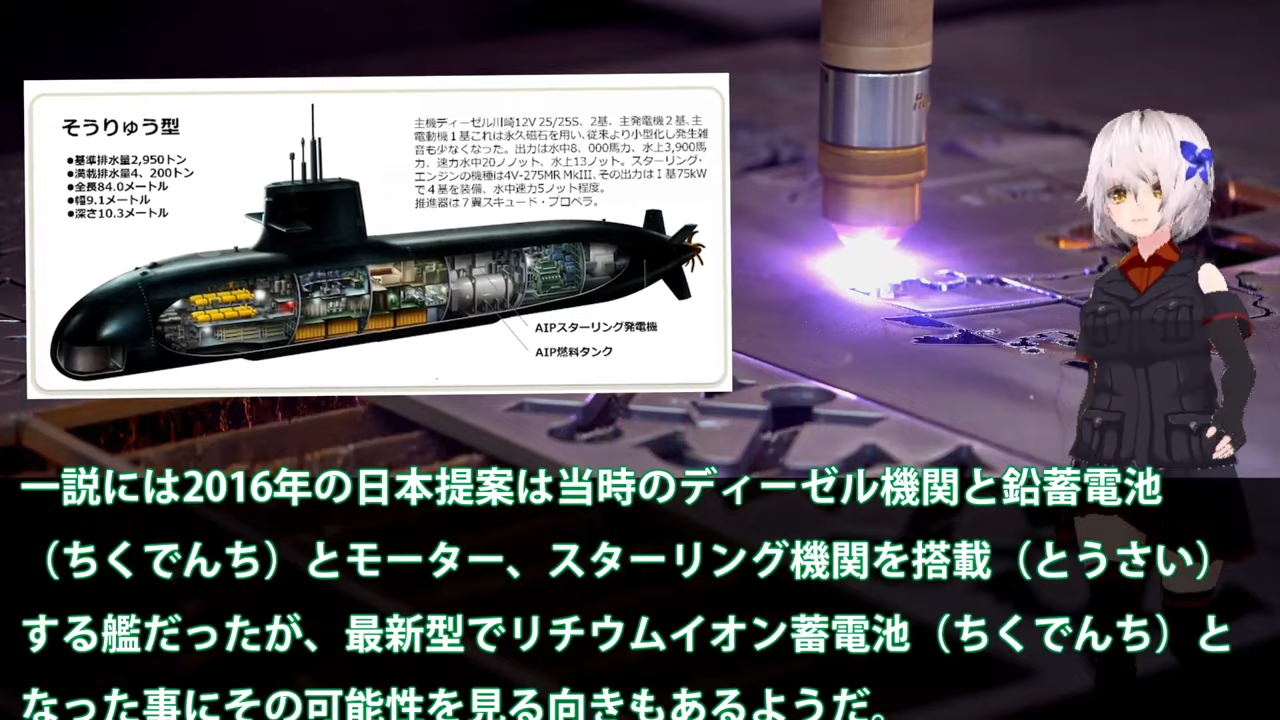 そうりゅう型
●基準排水量2,950トン
●満載排水量4、200トン
●全長84.0メートル
●幅9.1メートル
●深さ10.3メートル
主機ディーゼル川崎12V 25/25S、2基、主発電機2基、主
電動機1基これは永久磁石を用い、従来より小型化し発生雑
音も少なくなった。出力は水中8、000馬力、水上3,900馬
力、速力水中20ノノット、水上13ノット。スターリング・
エンジンの機種は4V-275MR MkIII、その出力はI基75kW
で4基を装備、水中速力5ノット程度。
推進器は7翼スキュード・プロペラ。
AIPスターリング発電機
AIP燃料タンク
一説には2016年の日本提案は当時のディーゼル機関と鉛蓄電池
（ちくでんち）とモーター、スターリング機関を搭載（とうさい）
する艦だったが、最新型でリチウムイオン蓄電池（ちくでんち）と
なった事にその可能性を見る向きもあるようだ。